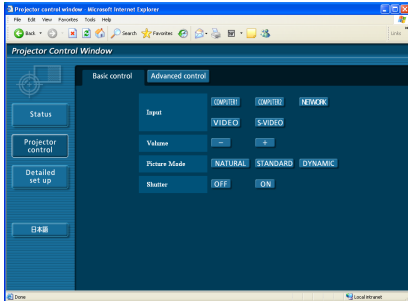 Projector control window - Microsoft Internet Explorer
File Edit View Favorites Tools Help
Back Search Favorites Links
Projector Control Window
Basic control Advanced control
Status
Projector control
Detailed set up
日本語
Input COMPUTER1 COMPUTER2 NETWORK
VIDEO S-VIDEO
Volume - +
Picture Mode NATURAL STANDARD DYNAMIC
Shutter OFF ON
Done Local intranet